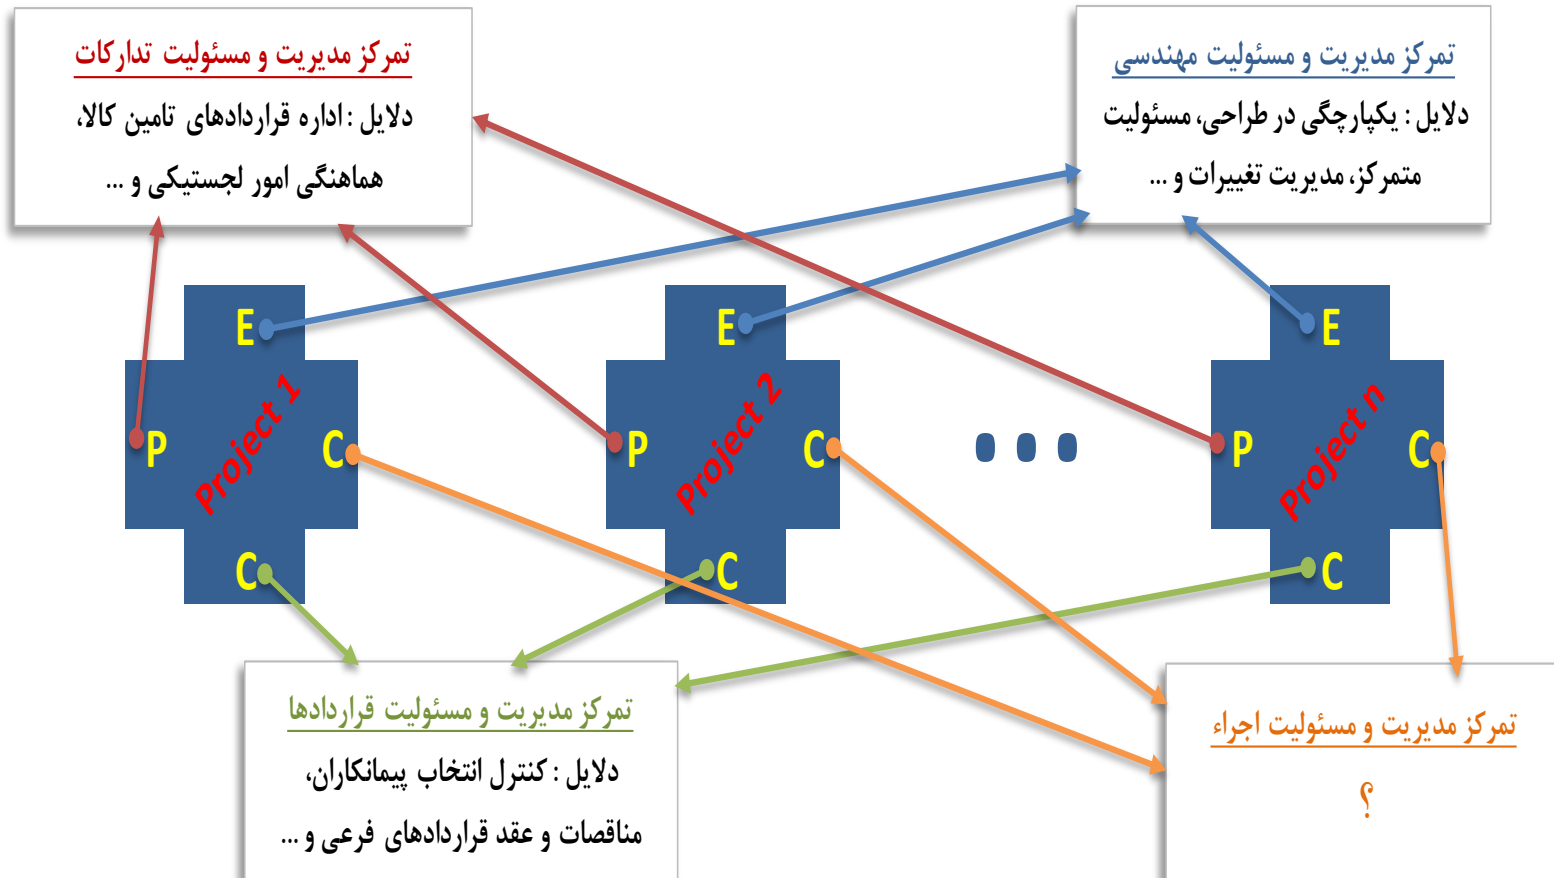 تمرکز مدیریت و مسئولیت تدارکات
دلایل : اداره قراردادهای تامین کالا،
هماهنگی امور لجستیکی و ...
تمرکز مدیریت و مسئولیت مهندسی
دلایل : یکپارچگی در طراحی، مسئولیت
متمرکز، مدیریت تغییرات و ...
E
P
Project 1
C
C
E
P
Project 2
C
C
...
E
P
Project n
C
C
تمرکز مدیریت و مسئولیت قراردادها
دلایل : کنترل انتخاب پیمانکاران،
مناقصات و عقد قراردادهای فرعی و ...
تمرکز مدیریت و مسئولیت اجراء
؟